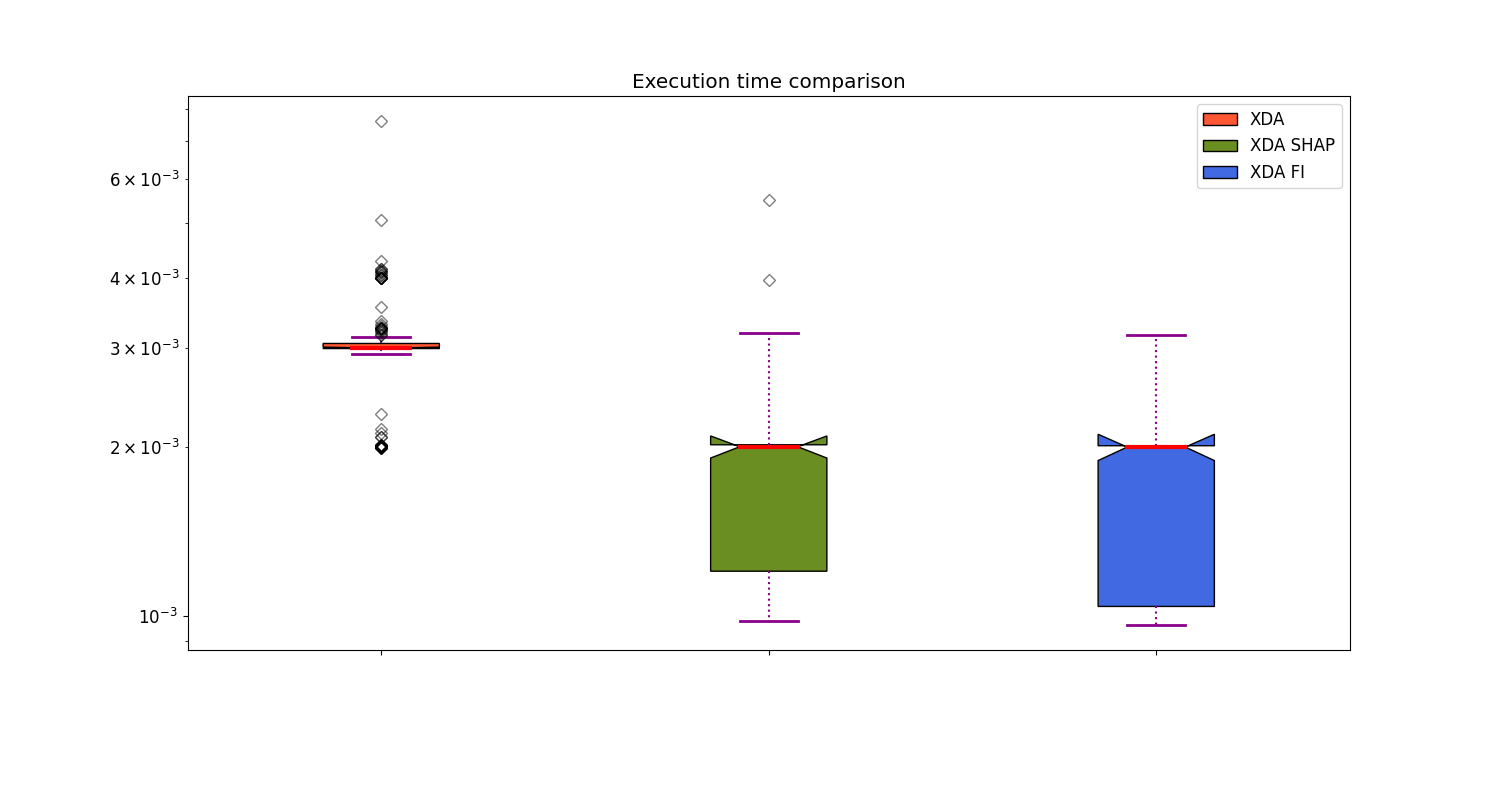 Execution time comparison
XDA
XDA SHAP
XDA FI
6 × 10⁻³
4 × 10⁻³
3 × 10⁻³
2 × 10⁻³
10⁻³